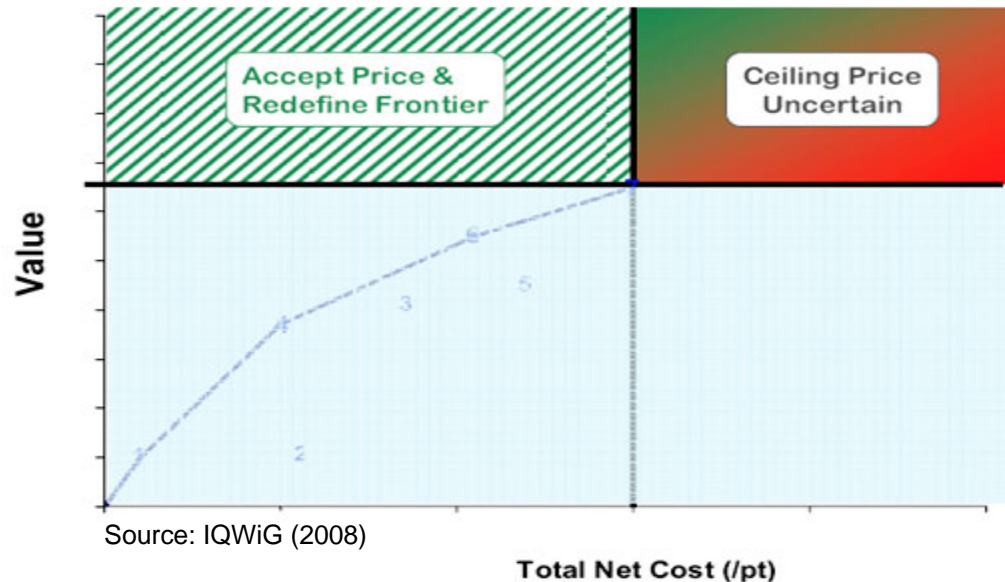 Accept Price &
Redefine Frontier
Ceiling Price
Uncertain
Value
6
5
3
4
1
2
Source: IQWiG (2008)
Total Net Cost (/pt)